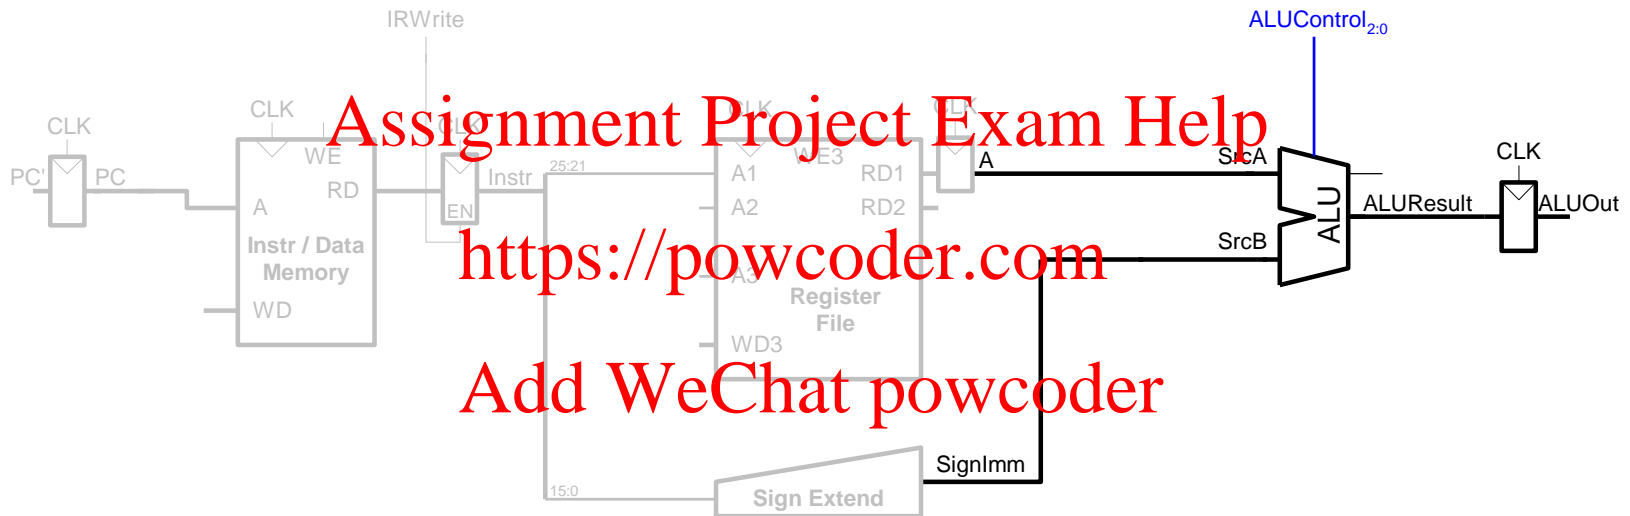 IRWrite
ALUControl2:0
Assignment Project Exam Help
CLK
CLK
CLK
CLK
CLK
CLK
PC'
PC
WE
RD
A
Instr / Data
Memory
WD
EN
Instr
25:21
A1
WE3
RD1
A2
RD2
A3
Register
File
WD3
A
SrcA
SrcB
ALU
ALUResult
ALUOut
https://powcoder.com
Add WeChat powcoder
SignImm
15:0
Sign Extend